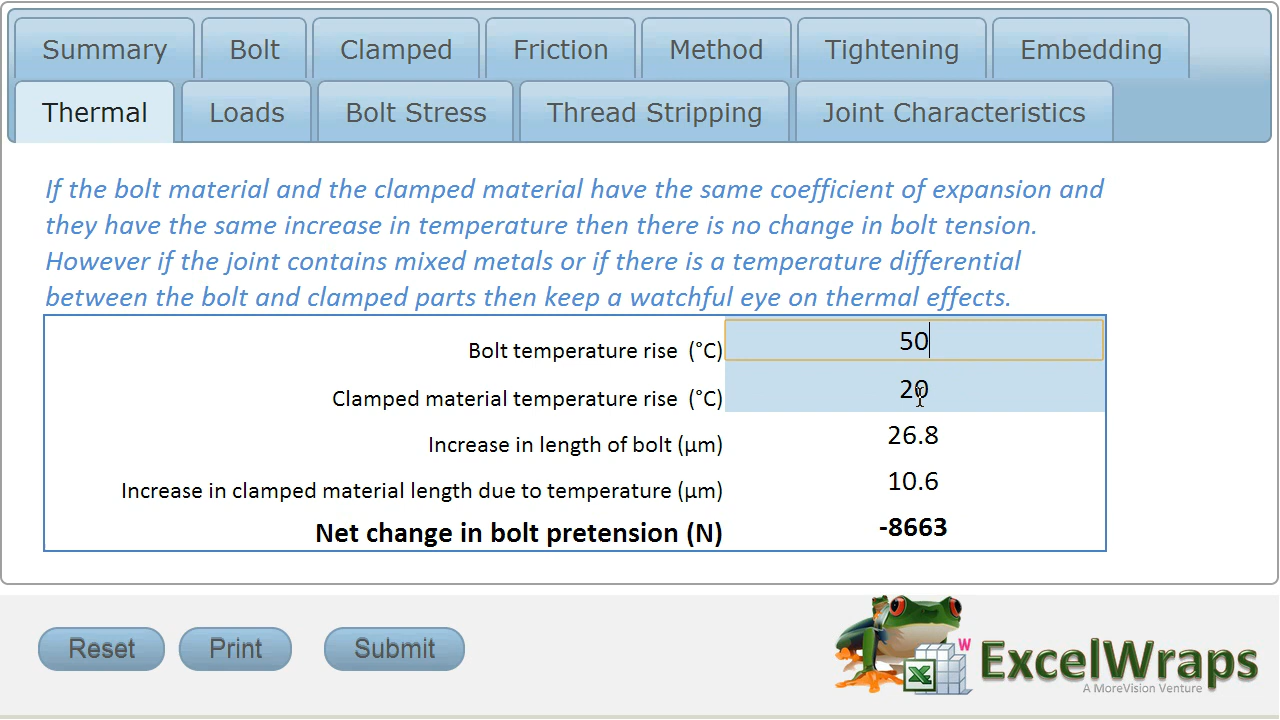 Summary Bolt Clamped Friction Method Tightening Embedding
Thermal Loads Bolt Stress Thread Stripping Joint Characteristics
If the bolt material and the clamped material have the same coefficient of expansion and
they have the same increase in temperature then there is no change in bolt tension.
However if the joint contains mixed metals or if there is a temperature differential
between the bolt and clamped parts then keep a watchful eye on thermal effects.
Bolt temperature rise (°C) 50
Clamped material temperature rise (°C) 20
Increase in length of bolt (µm) 26.8
Increase in clamped material length due to temperature (µm) 10.6
Net change in bolt pretension (N) -8663
Reset Print Submit
W
X
ExcelWraps
A MoreVision Venture